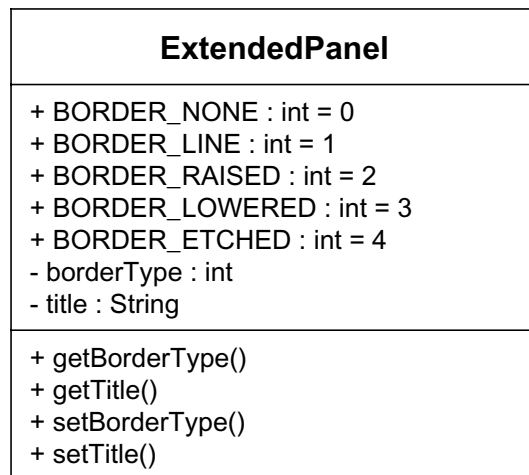 ExtendedPanel
+ BORDER_NONE : int = 0
+ BORDER_LINE : int = 1
+ BORDER_RAISED : int = 2
+ BORDER_LOWERED : int = 3
+ BORDER_ETCHED : int = 4
- borderType : int
- title : String
+ getBorderType()
+ getTitle()
+ setBorderType()
+ setTitle()